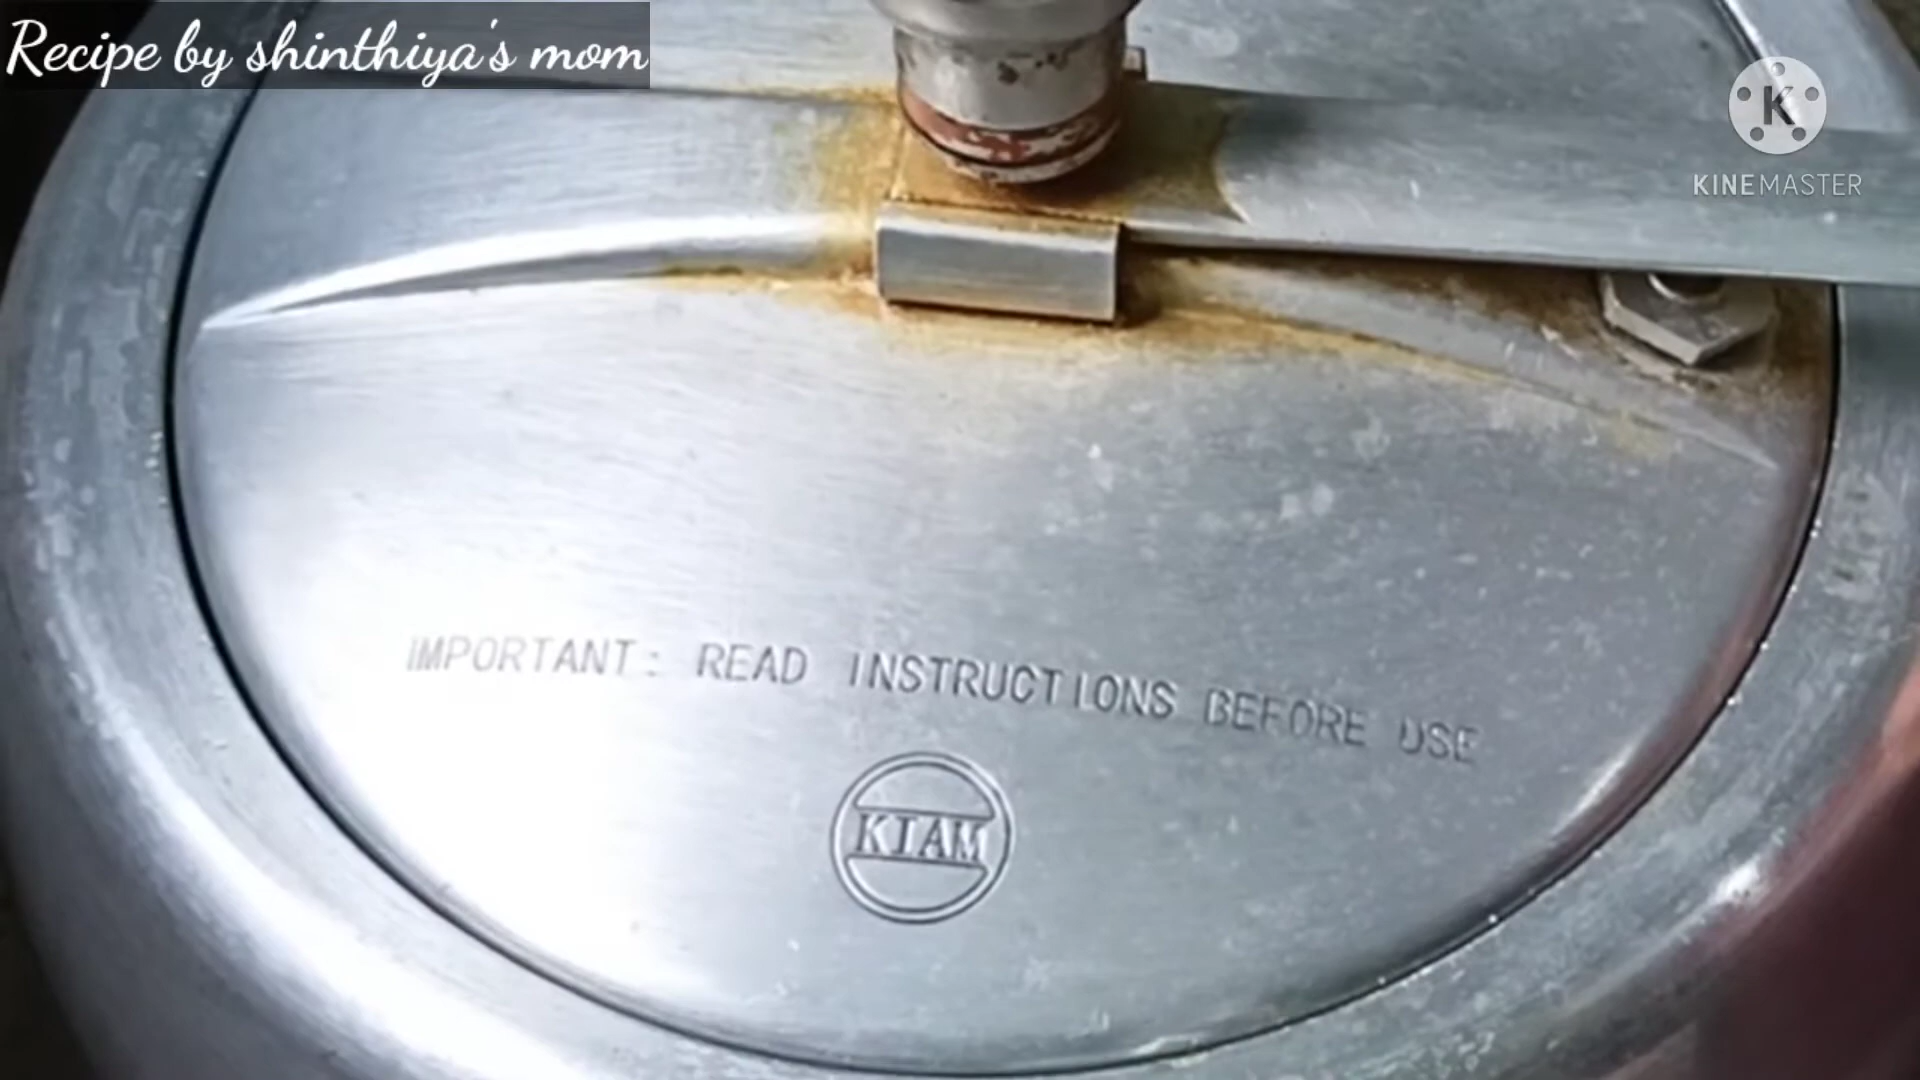 Recipe by shinthiya's mom
K
KINEMASTER
IMPORTANT: READ INSTRUCTIONS BEFORE USE
KIAM